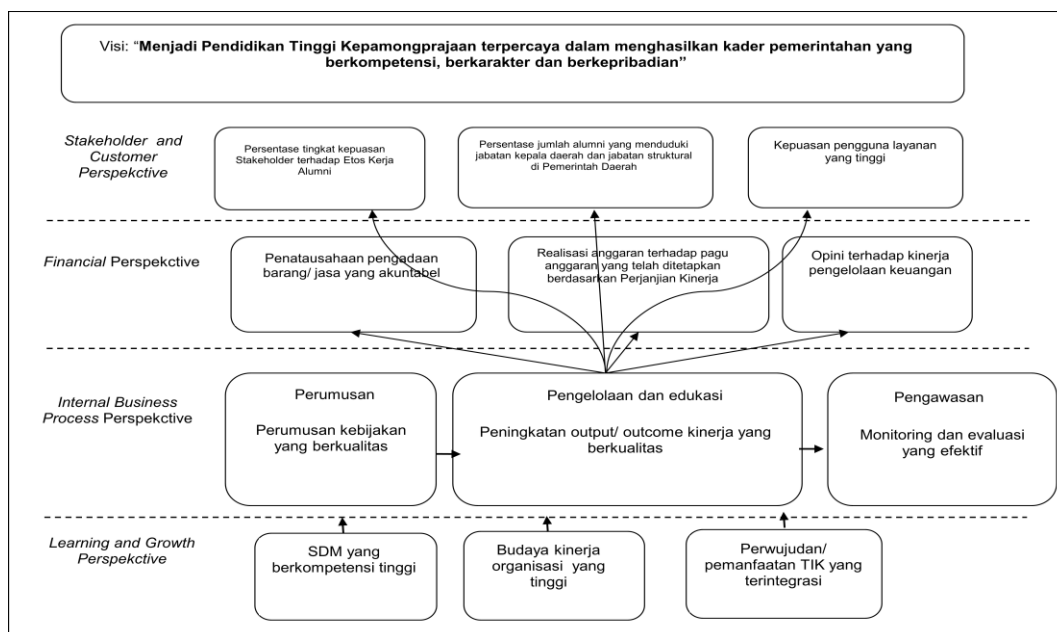 Visi: “Menjadi Pendidikan Tinggi Kepamongprajaan terpercaya dalam menghasilkan kader pemerintahan yang
berkompetensi, berkarakter dan berkepribadian”
Stakeholder and
Customer
Perspekctive
Persentase tingkat kepuasan
Stakeholder terhadap Etos Kerja
Alumni
Persentase jumlah alumni yang menduduki
jabatan kepala daerah dan jabatan struktural
di Pemerintah Daerah
Kepuasan pengguna layanan
yang tinggi
Financial Perspekctive
Penatausahaan pengadaan
barang/ jasa yang akuntabel
Realisasi anggaran terhadap pagu
anggaran yang telah ditetapkan
berdasarkan Perjanjian Kinerja
Opini terhadap kinerja
pengelolaan keuangan
Internal Business
Process Perspekctive
Perumusan
Perumusan kebijakan
yang berkualitas
Pengelolaan dan edukasi
Peningkatan output/ outcome kinerja yang
berkualitas
Pengawasan
Monitoring dan evaluasi
yang efektif
Learning and Growth
Perspekctive
SDM yang
berkompetensi tinggi
Budaya kinerja
organisasi yang
tinggi
Perwujudan/
pemanfaatan TIK yang
terintegrasi